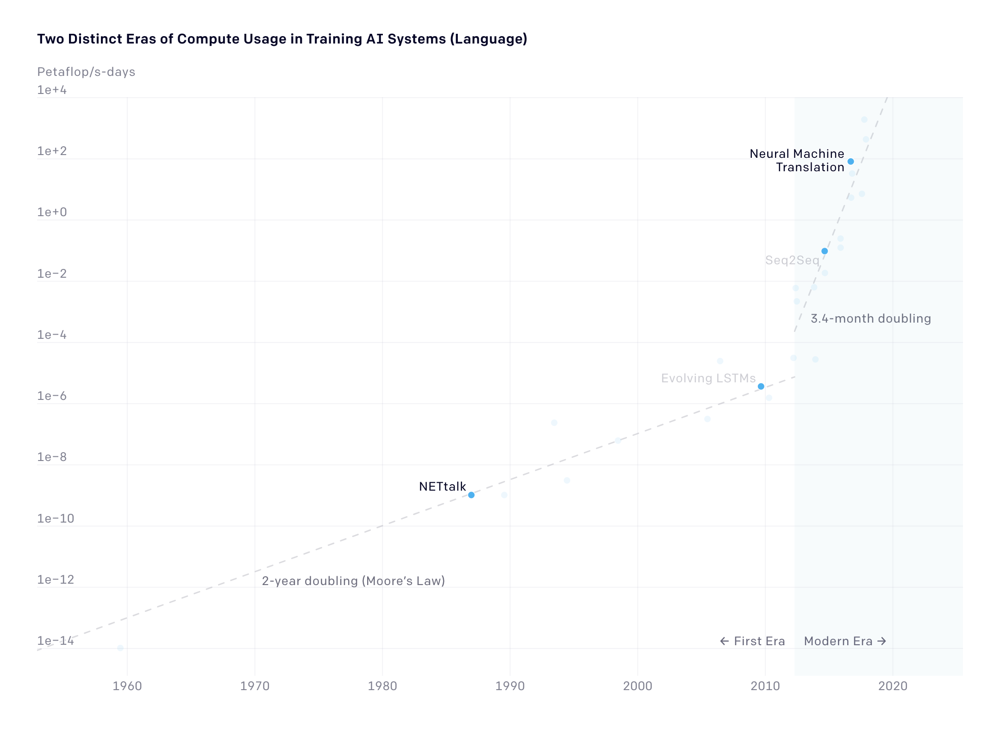 Two Distinct Eras of Compute Usage in Training AI Systems (Language)
Petaflop/s-days
1e+4
1e+2
Neural Machine
Translation
1e+0
Seq2Seq
1e−2
3.4-month doubling
1e−4
Evolving LSTMs
1e−6
1e−8
NETtalk
1e−10
1e−12
2-year doubling (Moore’s Law)
1e−14
← First Era
Modern Era →
1960 1970 1980 1990 2000 2010 2020